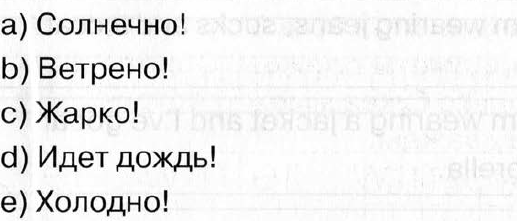 a) Солнечно!
b) Ветрено!
c) Жарко!
d) Идет дождь!
e) Холодно!